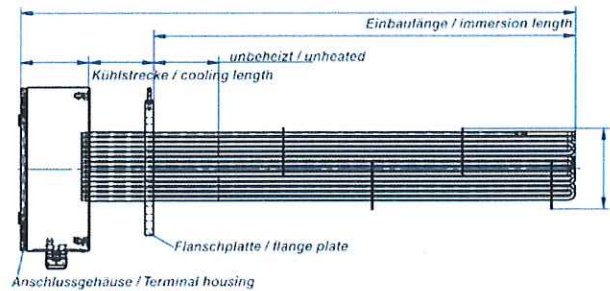 Einbaulänge / immersion length
unbeheizt / unheated
Kühlstrecke / cooling length
Flanschplatte / flange plate
Anschlussgehäuse / Terminal housing